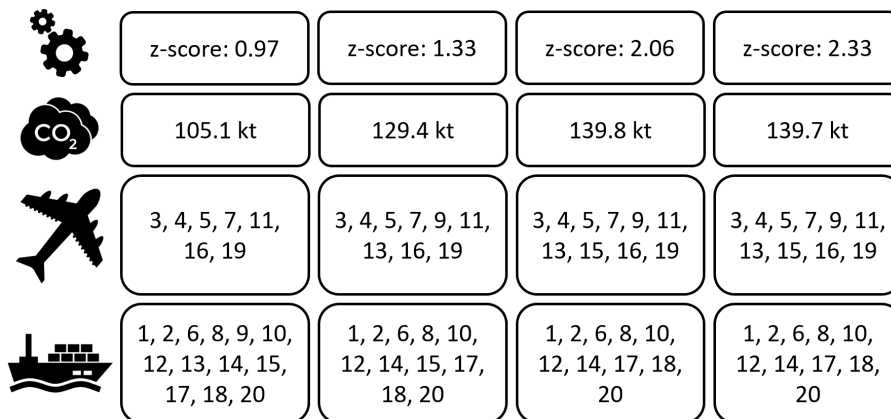 z-score: 0.97
z-score: 1.33
z-score: 2.06
z-score: 2.33
CO2
105.1 kt
129.4 kt
139.8 kt
139.7 kt
3, 4, 5, 7, 11,
16, 19
3, 4, 5, 7, 9, 11,
13, 16, 19
3, 4, 5, 7, 9, 11,
13, 15, 16, 19
3, 4, 5, 7, 9, 11,
13, 15, 16, 19
1, 2, 6, 8, 9, 10,
12, 13, 14, 15,
17, 18, 20
1, 2, 6, 8, 10,
12, 14, 15, 17,
18, 20
1, 2, 6, 8, 10,
12, 14, 17, 18,
20
1, 2, 6, 8, 10,
12, 14, 17, 18,
20